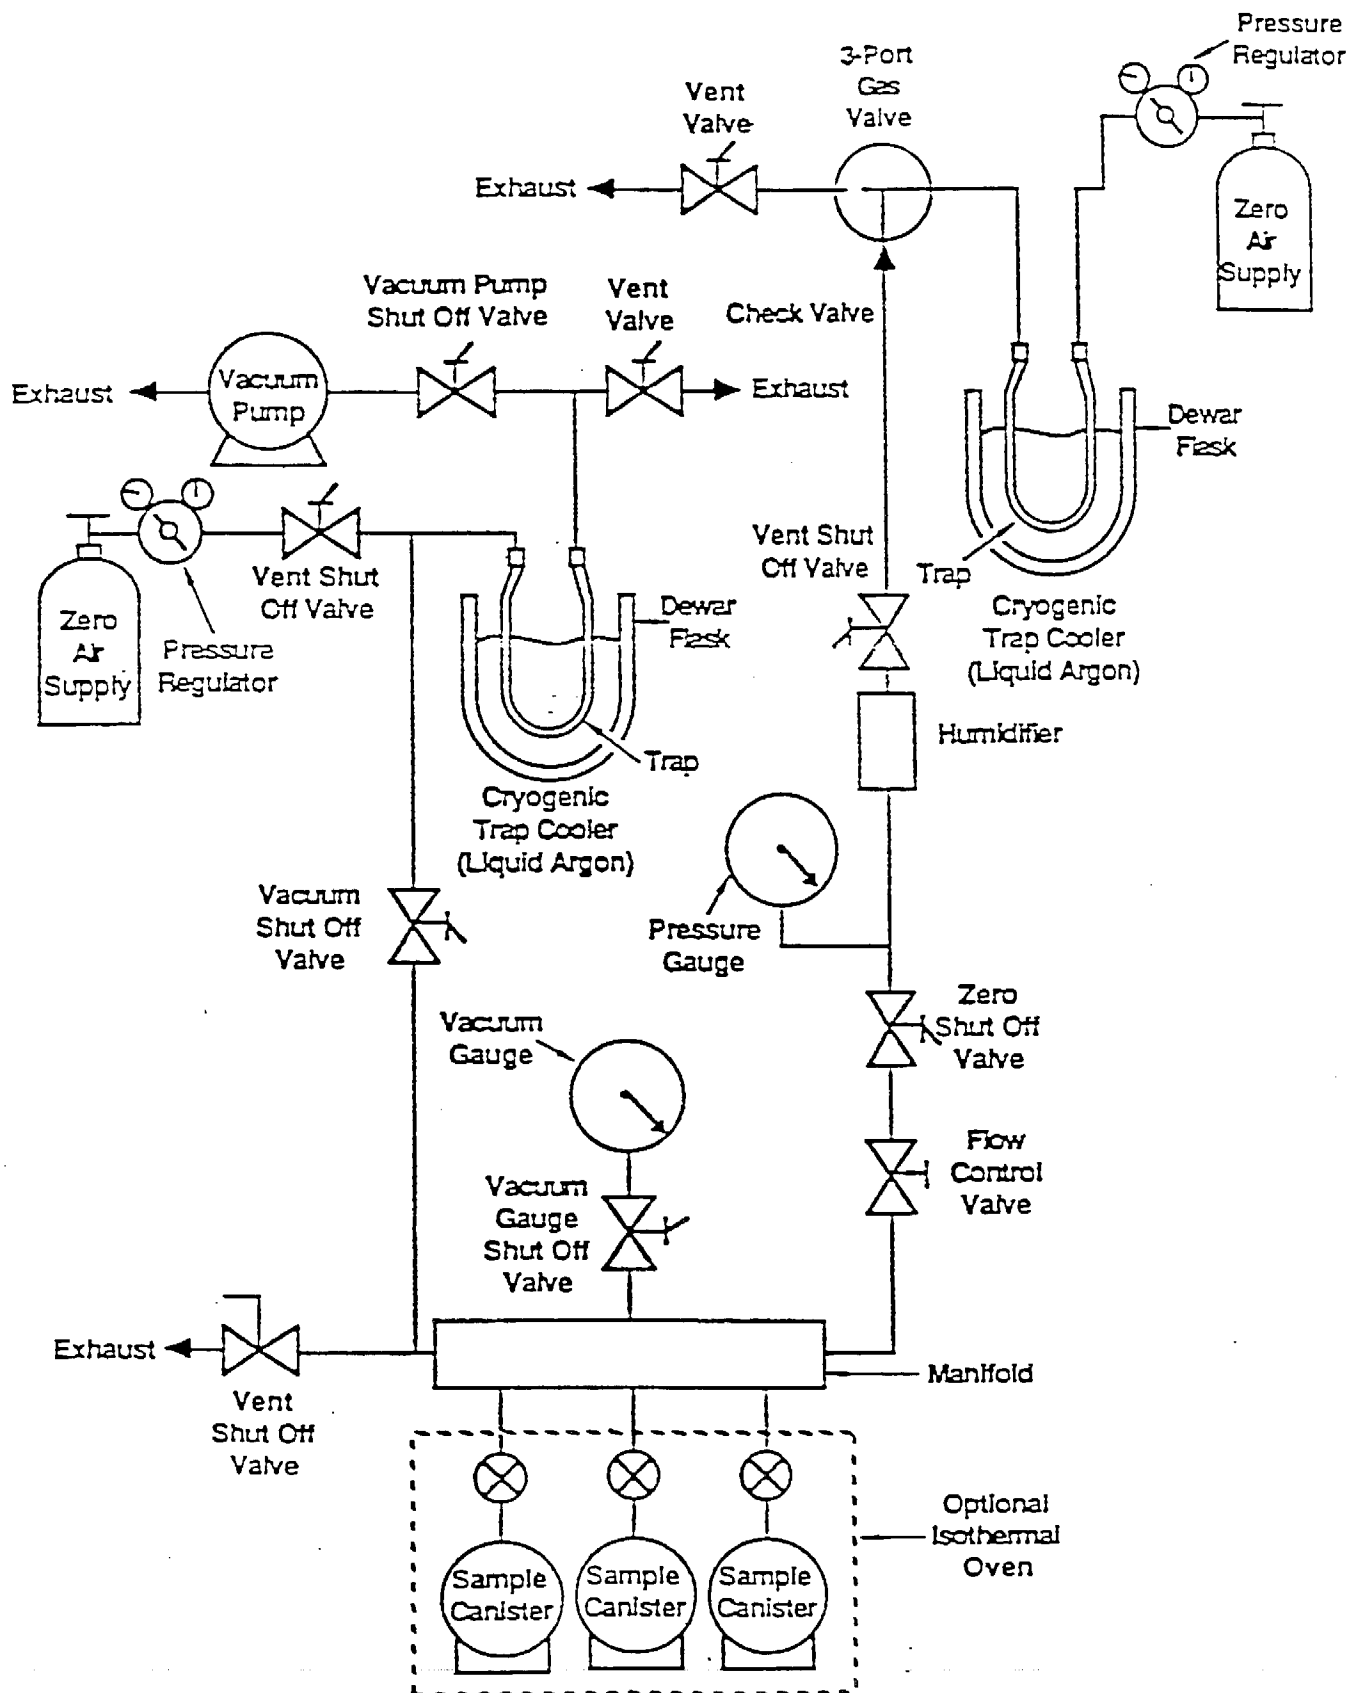 Pressure
Regulator
3-Port
Gas
Valve
Vent
Valve
Exhaust
Zero
Air
Supply
Vacuum Pump
Shut Off Valve
Vent
Valve
Check Valve
Exhaust
Vacuum
Pump
Exhaust
Dewar
Flask
Vent Shut
Off Valve
Trap
Cryogenic
Trap Cooler
(Liquid Argon)
Vent Shut
Off Valve
Zero
Air
Supply
Pressure
Regulator
Dewar
Flask
Trap
Cryogenic
Trap Cooler
(Liquid Argon)
Humidifier
Vacuum
Shut Off
Valve
Pressure
Gauge
Zero
Shut Off
Valve
Vacuum
Gauge
Flow
Control
Valve
Vacuum
Gauge
Shut Off
Valve
Exhaust
Vent
Shut Off
Valve
Manifold
Optional
Isothermal
Oven
Sample
Canister
Sample
Canister
Sample
Canister